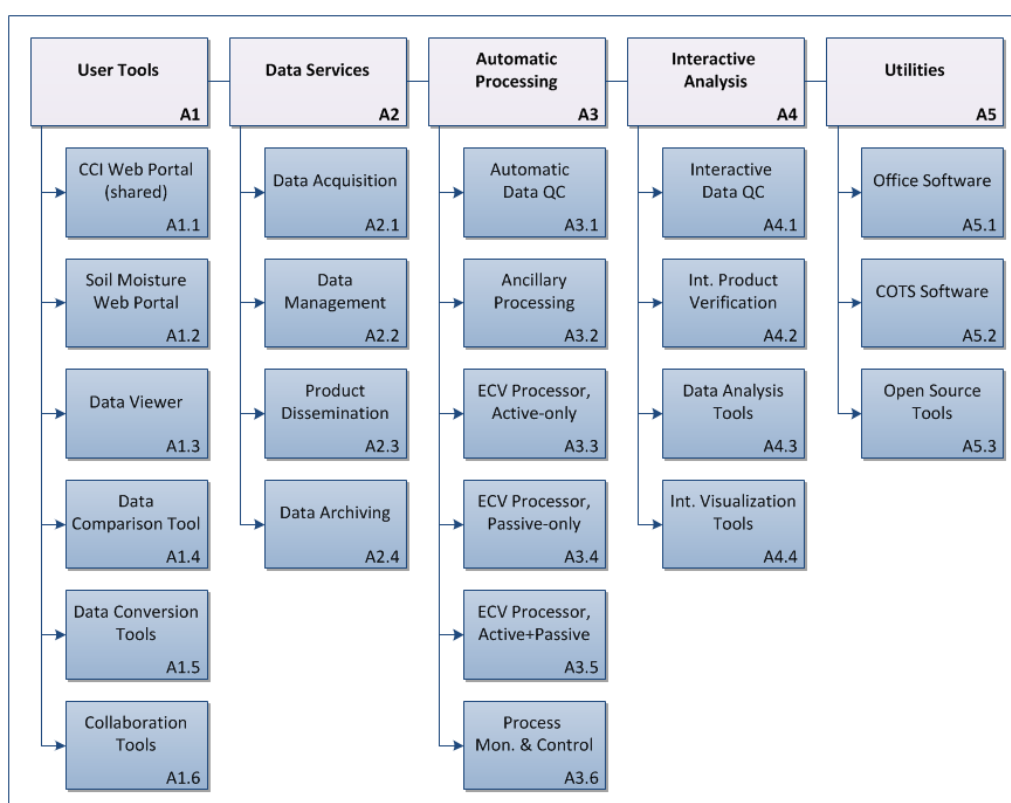 User Tools
A1
Data Services
A2
Automatic
Processing
A3
Interactive
Analysis
A4
Utilities
A5
CCI Web Portal
(shared)
A1.1
Soil Moisture
Web Portal
A1.2
Data Viewer
A1.3
Data
Comparison Tool
A1.4
Data Conversion
Tools
A1.5
Collaboration
Tools
A1.6
Data Acquisition
A2.1
Data
Management
A2.2
Product
Dissemination
A2.3
Data Archiving
A2.4
Automatic
Data QC
A3.1
Ancillary
Processing
A3.2
ECV Processor,
Active-only
A3.3
ECV Processor,
Passive-only
A3.4
ECV Processor,
Active+Passive
A3.5
Process
Mon. & Control
A3.6
Interactive
Data QC
A4.1
Int. Product
Verification
A4.2
Data Analysis
Tools
A4.3
Int. Visualization
Tools
A4.4
Office Software
A5.1
COTS Software
A5.2
Open Source
Tools
A5.3